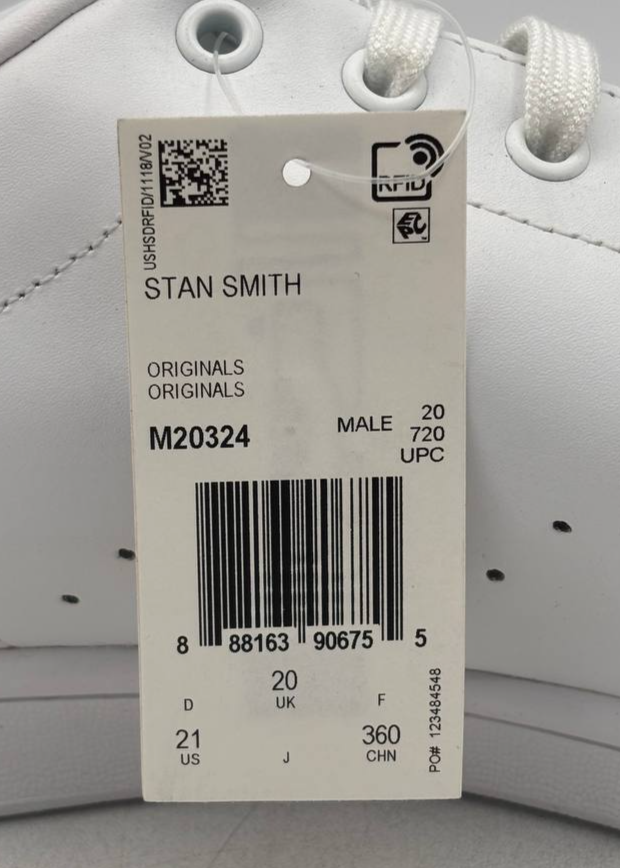 USHSDRFID/1118/V02
RFID
EPC
STAN SMITH
ORIGINALS
ORIGINALS
M20324
MALE 20
720
UPC
8 88163 90675 5
20
D UK F
21 360
US J CHN
PO# 123484548